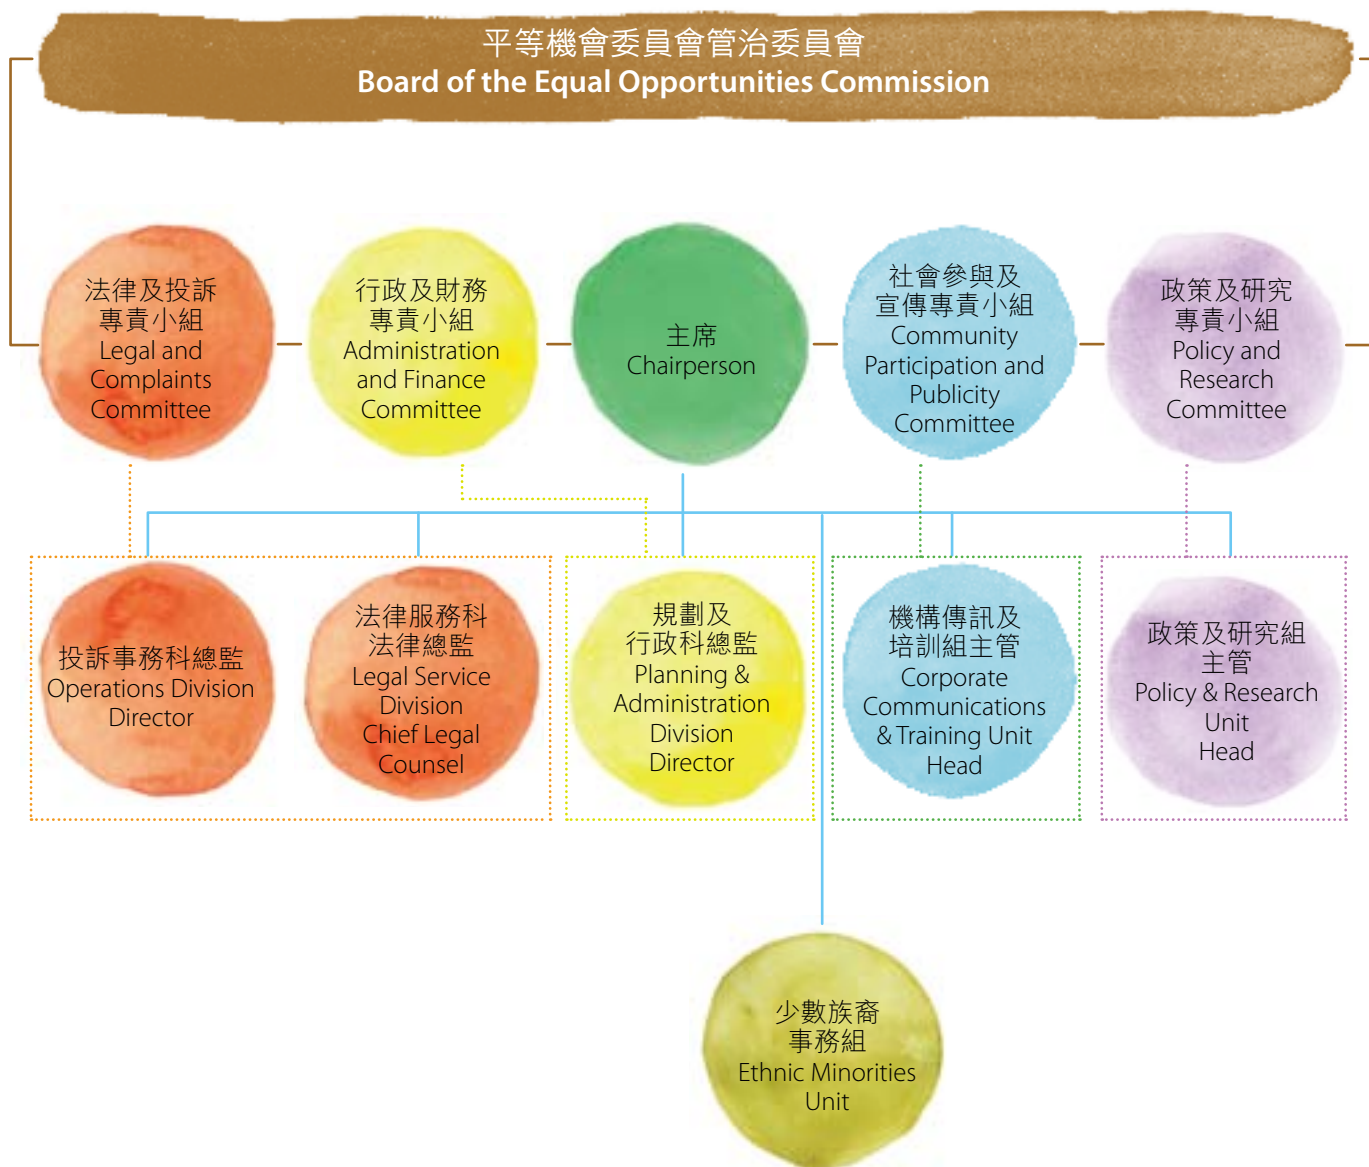 平等機會委員會管治委員會
Board of the Equal Opportunities Commission
法律及投訴
專責小組
Legal and
Complaints
Committee
行政及財務
專責小組
Administration
and Finance
Committee
主席
Chairperson
社會參與及
宣傳專責小組
Community
Participation and
Publicity
Committee
政策及研究
專責小組
Policy and
Research
Committee
投訴事務科總監
Operations Division
Director
法律服務科
法律總監
Legal Service
Division
Chief Legal
Counsel
規劃及
行政科總監
Planning &
Administration
Division
Director
機構傳訊及
培訓組主管
Corporate
Communications
& Training Unit
Head
政策及研究組
主管
Policy & Research
Unit
Head
少數族裔
事務組
Ethnic Minorities
Unit